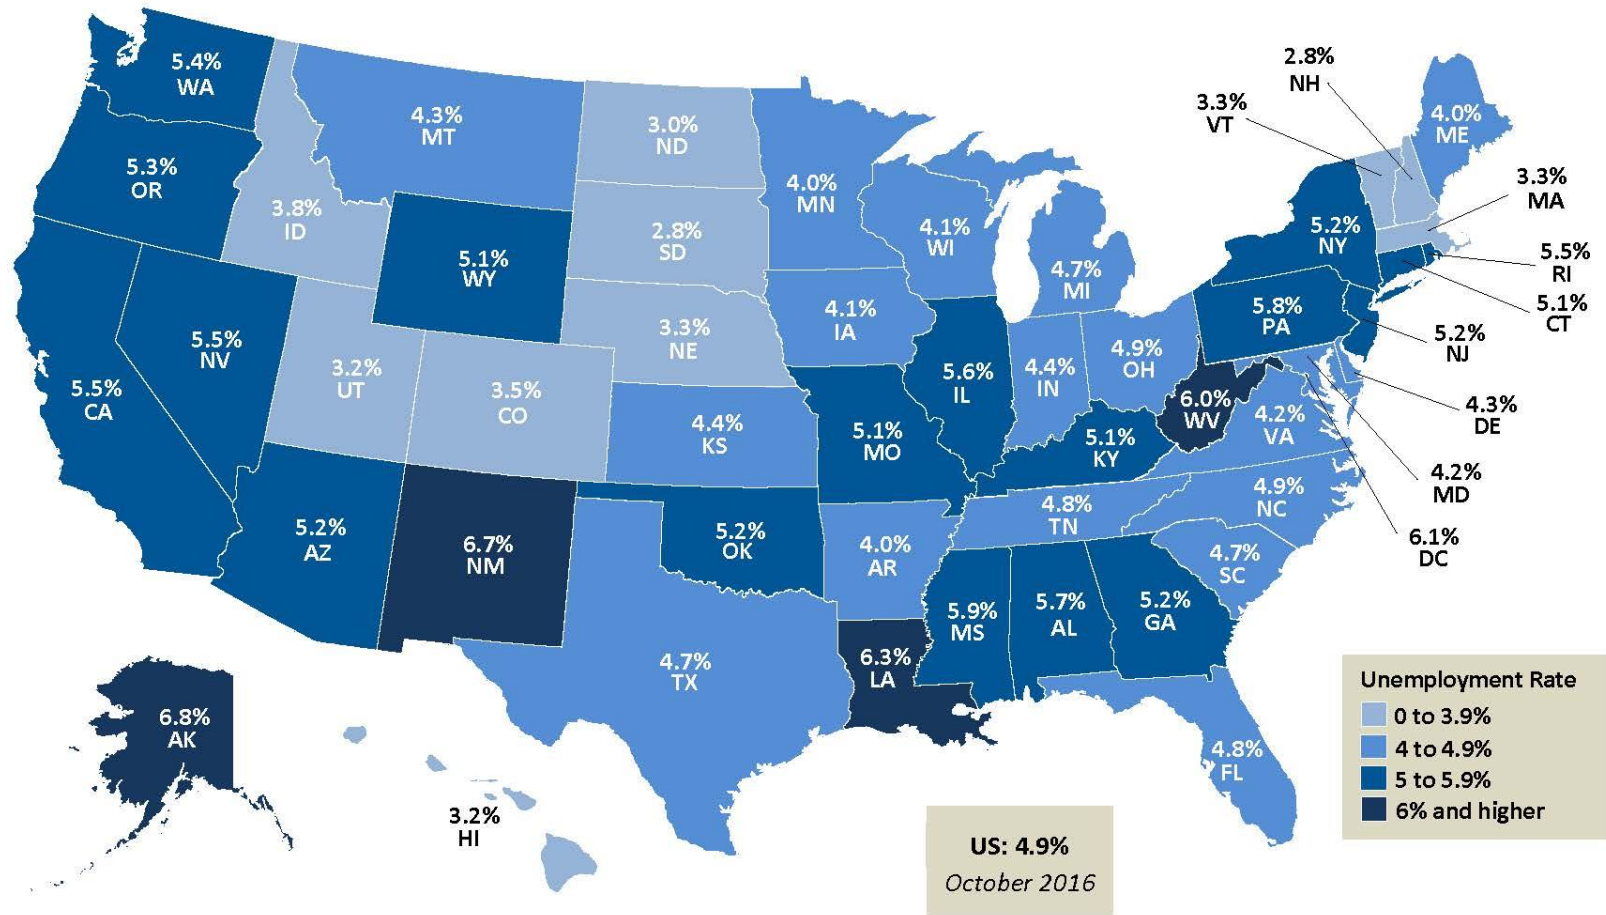 5.4%
WA
5.3%
OR
5.5%
CA
5.5%
NV
3.8%
ID
4.3%
MT
5.1%
WY
3.2%
UT
3.5%
CO
5.2%
AZ
6.7%
NM
3.0%
ND
2.8%
SD
3.3%
NE
4.4%
KS
5.2%
OK
4.7%
TX
4.0%
MN
4.1%
IA
5.1%
MO
4.0%
AR
6.3%
LA
4.1%
WI
5.6%
IL
4.7%
MI
4.4%
IN
4.9%
OH
5.1%
KY
4.8%
TN
5.9%
MS
5.7%
AL
5.2%
GA
4.8%
FL
4.7%
SC
4.9%
NC
4.2%
VA
6.0%
WV
5.8%
PA
5.2%
NY
3.3%
VT
2.8%
NH
4.0%
ME
3.3%
MA
5.5%
RI
5.1%
CT
5.2%
NJ
4.3%
DE
4.2%
MD
6.1%
DC
6.8%
AK
3.2%
HI
US: 4.9%
October 2016
Unemployment Rate
0 to 3.9%
4 to 4.9%
5 to 5.9%
6% and higher